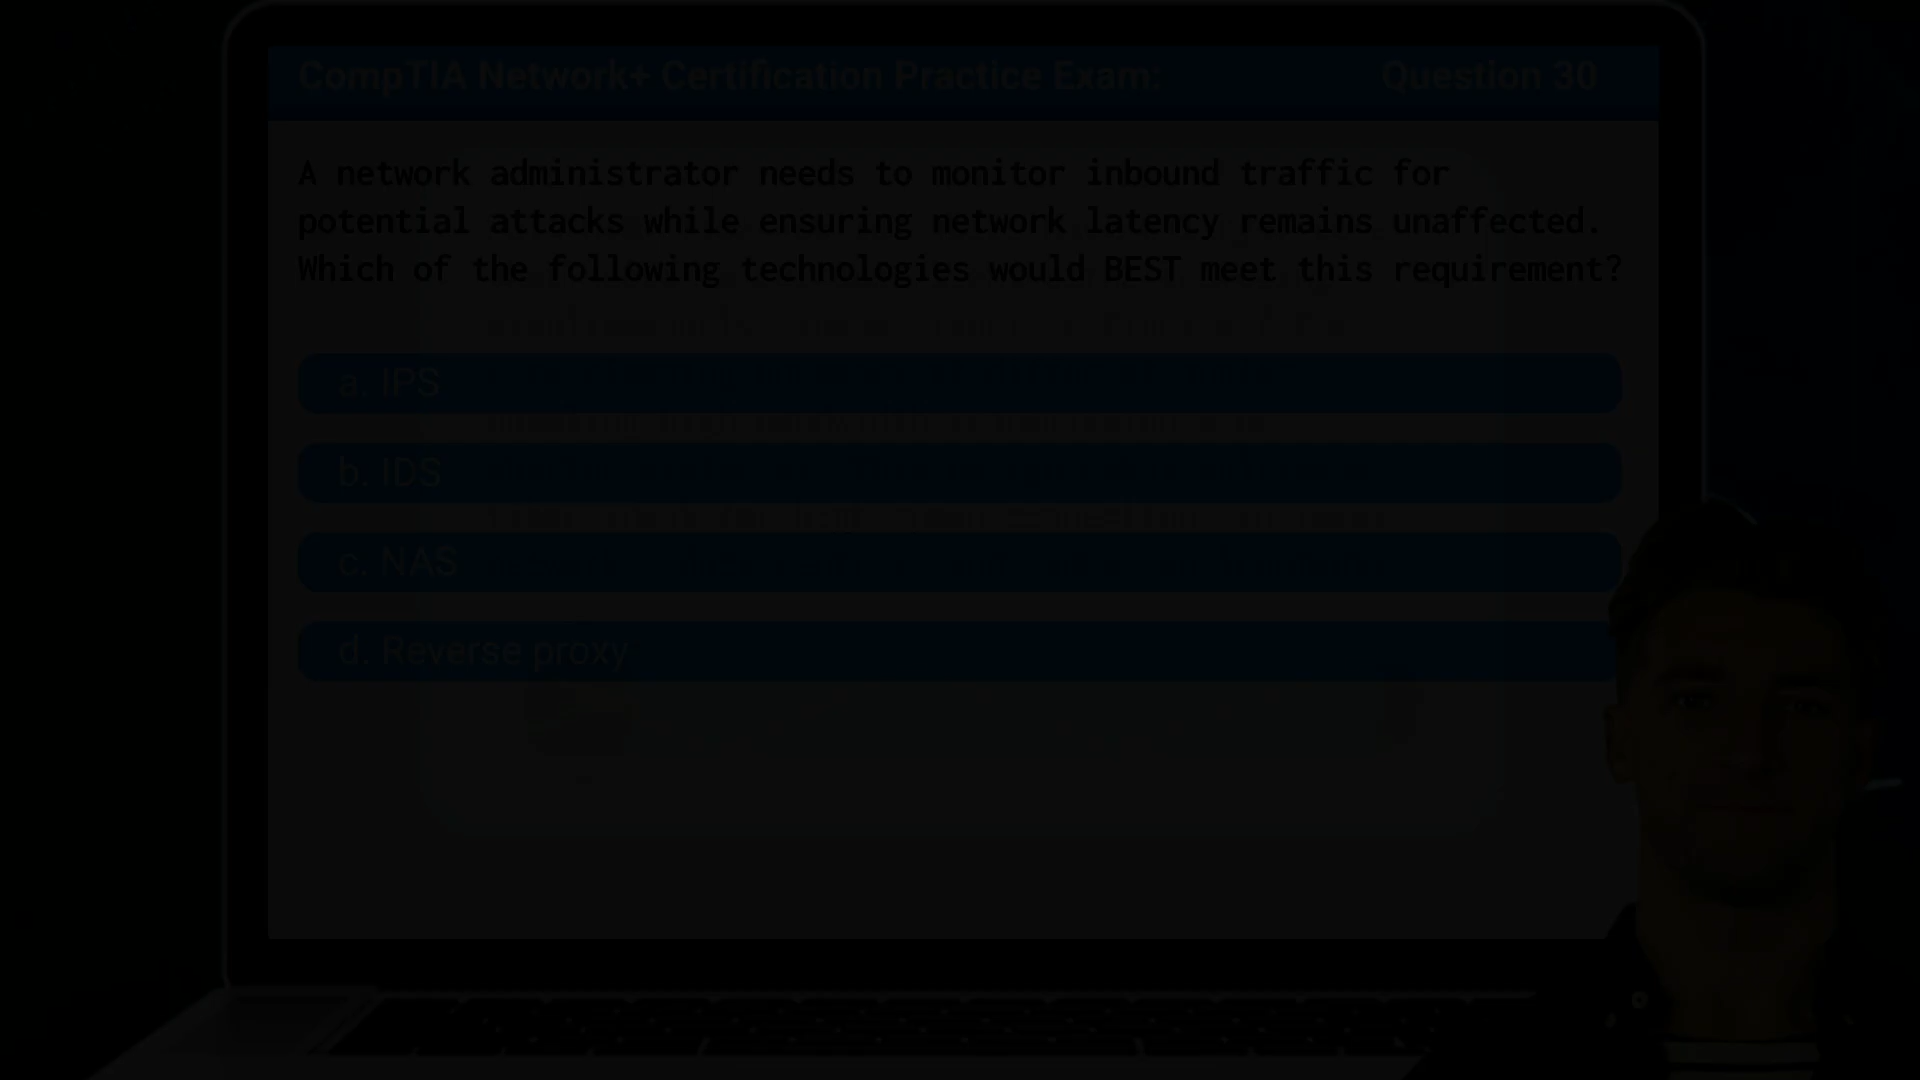 CompTIA Network+ Certification Practice Exam:
Question 30
A network administrator needs to monitor inbound traffic for
potential attacks while ensuring network latency remains unaffected.
Which of the following technologies would BEST meet this requirement?
a. IPS
b. IDS
c. NAS
d. Reverse proxy